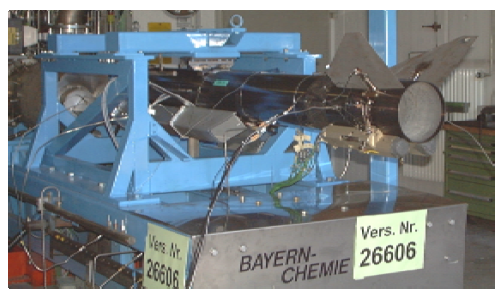 Vers. Nr.
26606
BAYERN-
CHEMIE
Vers. Nr.
26606